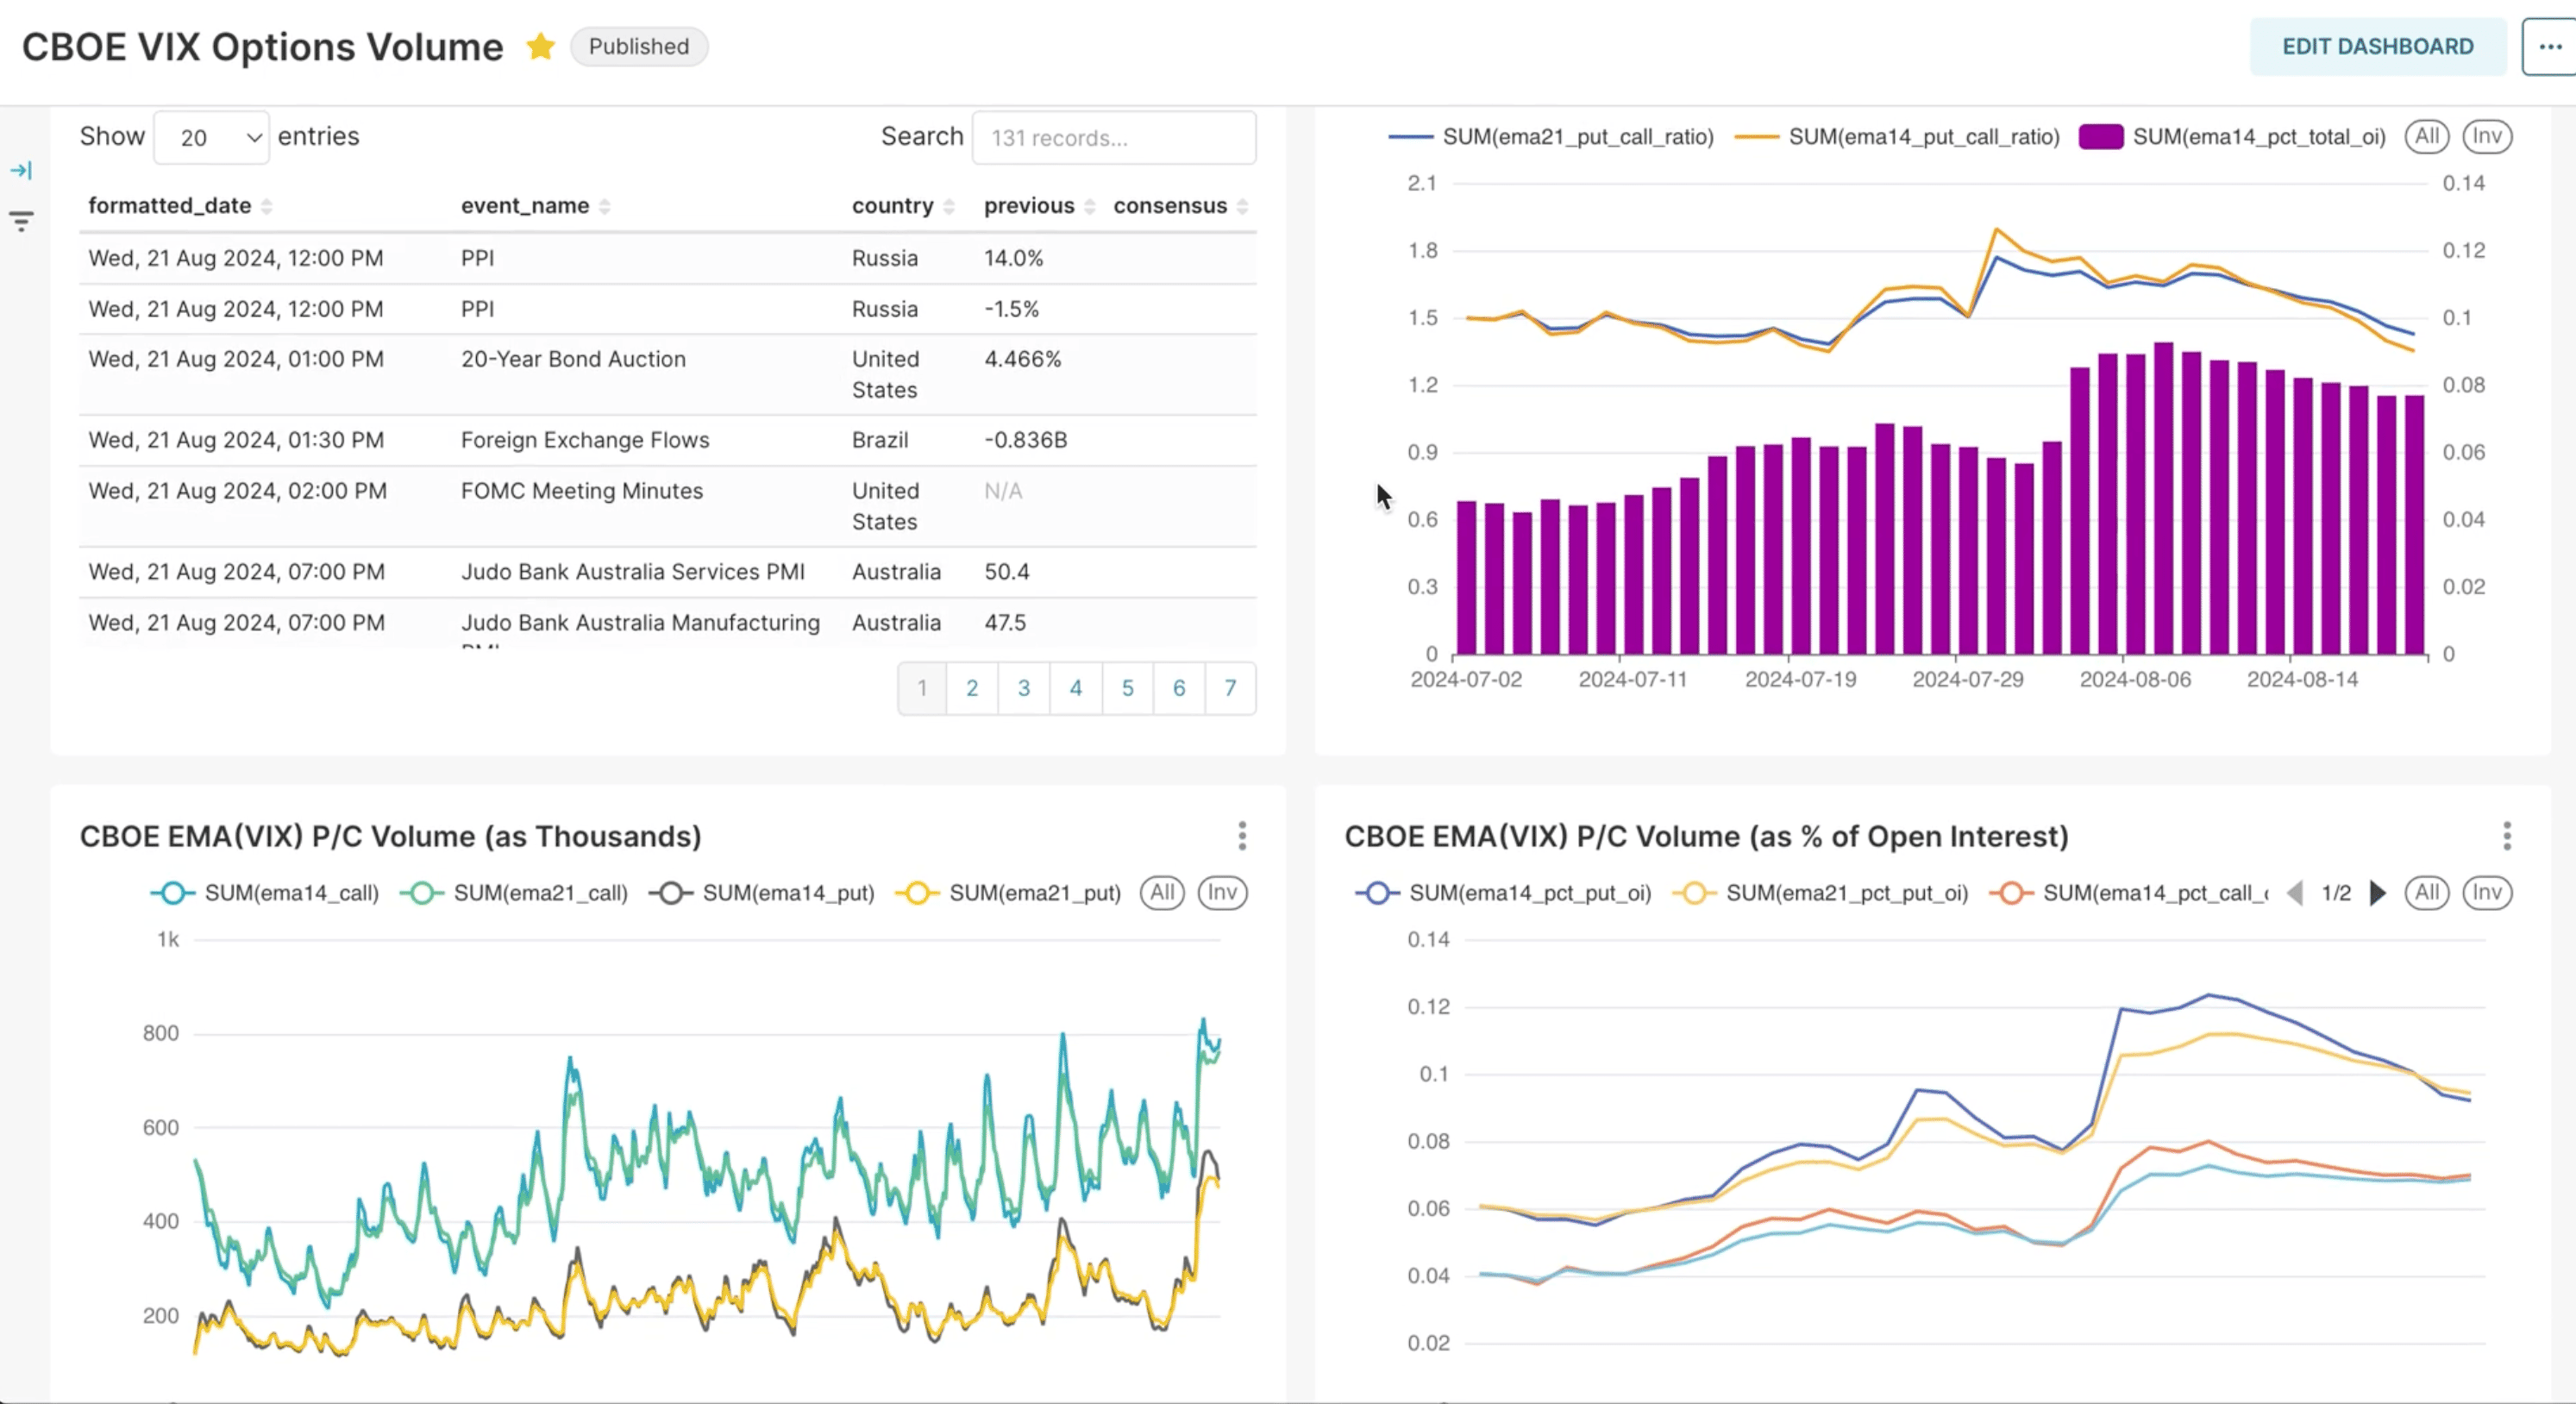 CBOE VIX Options Volume Published EDIT DASHBOARD ...
Show 20 entries Search 131 records...
formatted_date event_name country previous consensus
Wed, 21 Aug 2024, 12:00 PM PPI Russia 14.0%
Wed, 21 Aug 2024, 12:00 PM PPI Russia -1.5%
Wed, 21 Aug 2024, 01:00 PM 20-Year Bond Auction United States 4.466%
Wed, 21 Aug 2024, 01:30 PM Foreign Exchange Flows Brazil -0.836B
Wed, 21 Aug 2024, 02:00 PM FOMC Meeting Minutes United States N/A
Wed, 21 Aug 2024, 07:00 PM Judo Bank Australia Services PMI Australia 50.4
Wed, 21 Aug 2024, 07:00 PM Judo Bank Australia Manufacturing Australia 47.5
1 2 3 4 5 6 7
SUM(ema21_put_call_ratio) SUM(ema14_put_call_ratio) SUM(ema14_pct_total_oi) All Inv
2.1 0.14
1.8 0.12
1.5 0.1
1.2 0.08
0.9 0.06
0.6 0.04
0.3 0.02
0 0
2024-07-02 2024-07-11 2024-07-19 2024-07-29 2024-08-06 2024-08-14
CBOE EMA(VIX) P/C Volume (as Thousands)
SUM(ema14_call) SUM(ema21_call) SUM(ema14_put) SUM(ema21_put) All Inv
1k
800
600
400
200
CBOE EMA(VIX) P/C Volume (as % of Open Interest)
SUM(ema14_pct_put_oi) SUM(ema21_pct_put_oi) SUM(ema14_pct_call_ 1/2 All Inv
0.14
0.12
0.1
0.08
0.06
0.04
0.02